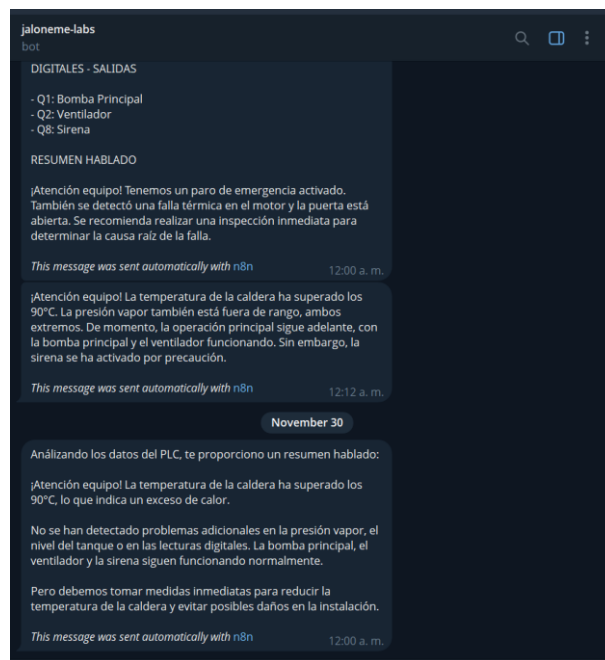 jaloneme-labs
bot
DIGITALES - SALIDAS
- Q1: Bomba Principal
- Q2: Ventilador
- Q8: Sirena
RESUMEN HABLADO
¡Atención equipo! Tenemos un paro de emergencia activado.
También se detectó una falla térmica en el motor y la puerta está
abierta. Se recomienda realizar una inspección inmediata para
determinar la causa raíz de la falla.
This message was sent automatically with n8n
12:00 a. m.
¡Atención equipo! La temperatura de la caldera ha superado los
90°C. La presión vapor también está fuera de rango, ambos
extremos. De momento, la operación principal sigue adelante, con
la bomba principal y el ventilador funcionando. Sin embargo, la
sirena se ha activado por precaución.
This message was sent automatically with n8n
12:12 a. m.
November 30
Análizando los datos del PLC, te proporciono un resumen hablado:
¡Atención equipo! La temperatura de la caldera ha superado los
90°C, lo que indica un exceso de calor.
No se han detectado problemas adicionales en la presión vapor, el
nivel del tanque o en las lecturas digitales. La bomba principal, el
ventilador y la sirena siguen funcionando normalmente.
Pero debemos tomar medidas inmediatas para reducir la
temperatura de la caldera y evitar posibles daños en la instalación.
This message was sent automatically with n8n
12:00 a. m.